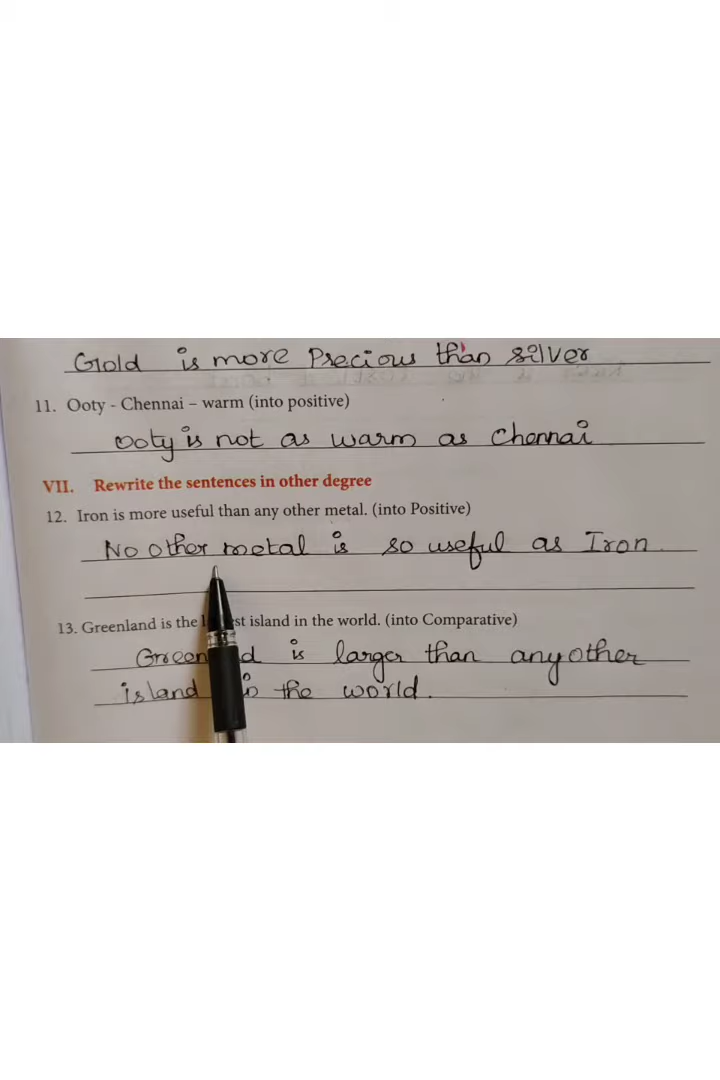 Gold is more Precious than silver
11. Ooty - Chennai – warm (into positive)
Ooty is not as warm as Chennai
VII. Rewrite the sentences in other degree
12. Iron is more useful than any other metal. (into Positive)
No other metal is so useful as Iron.
13. Greenland is the est island in the world. (into Comparative)
Green d is larger than any other
island in the world.